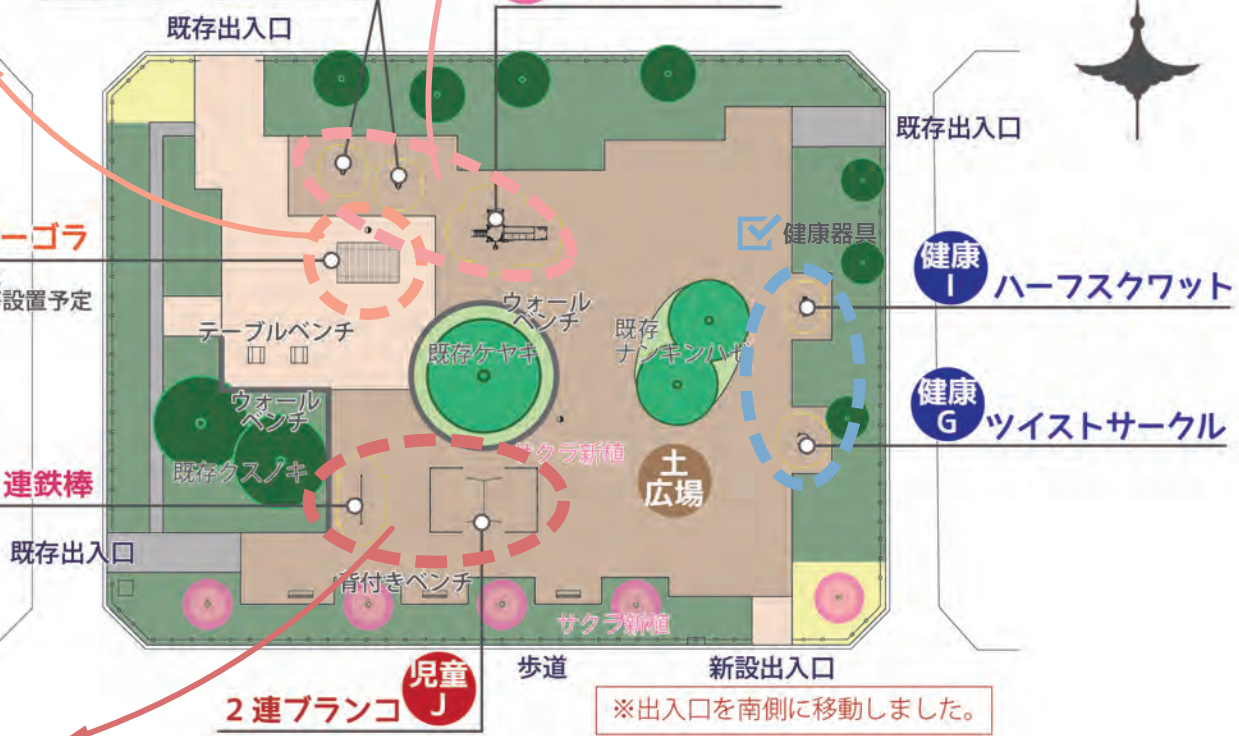 既存出入口
既存出入口
ーゴラ
設置予定
健康器具
健康
I
ハーフスクワット
ウォール
ベンチ
テーブルベンチ
既存ケヤキ
既存
ナンキンハゼ
健康
G
ツイストサークル
ウォール
ベンチ
既存クスノキ
サクラ新植
土
広場
連鉄棒
既存出入口
背付きベンチ
サクラ新植
歩道
新設出入口
児童
J
2連ブランコ
※出入口を南側に移動しました。